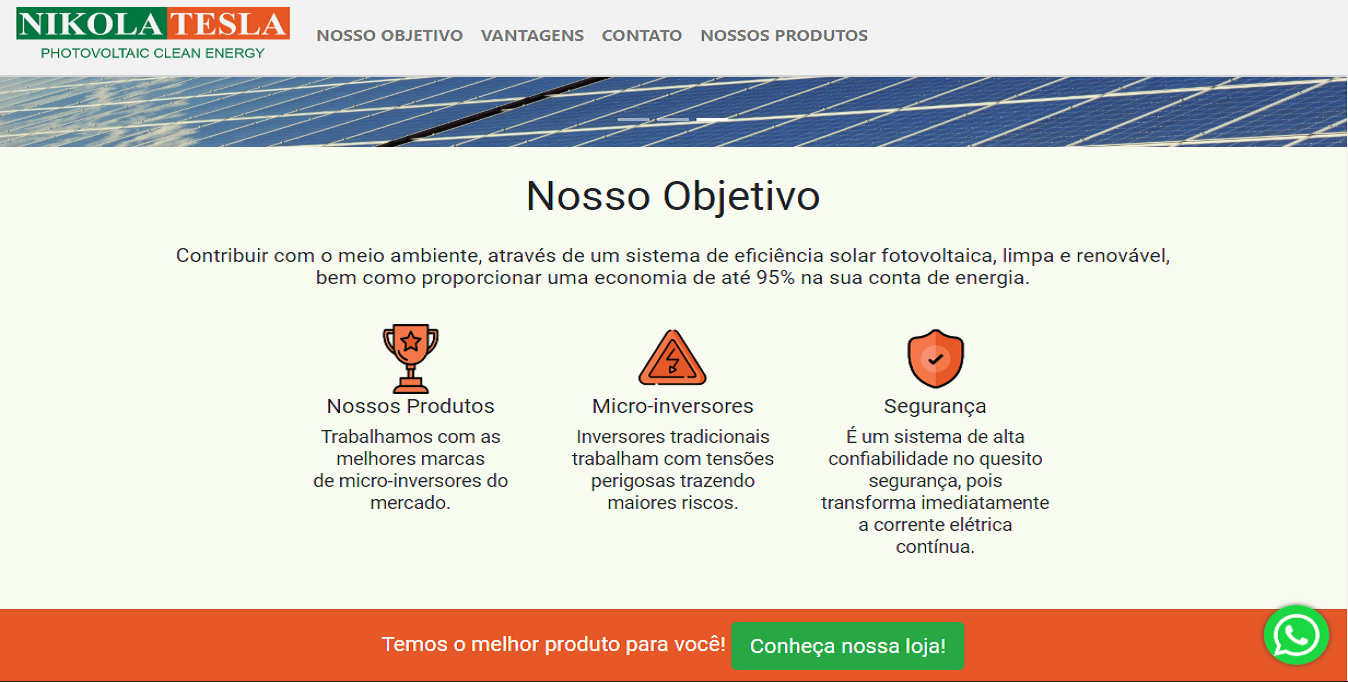 NIKOLA TESLA
PHOTOVOLTAIC CLEAN ENERGY
NOSSO OBJETIVO VANTAGENS CONTATO NOSSOS PRODUTOS
Nosso Objetivo
Contribuir com o meio ambiente, através de um sistema de eficiência solar fotovoltaica, limpa e renovável,
bem como proporcionar uma economia de até 95% na sua conta de energia.
Nossos Produtos
Trabalhamos com as
melhores marcas
de micro-inversores do
mercado.
Micro-inversores
Inversores tradicionais
trabalham com tensões
perigosas trazendo
maiores riscos.
Segurança
É um sistema de alta
confiabilidade no quesito
segurança, pois
transforma imediatamente
a corrente elétrica
contínua.
Temos o melhor produto para você! Conheça nossa loja!